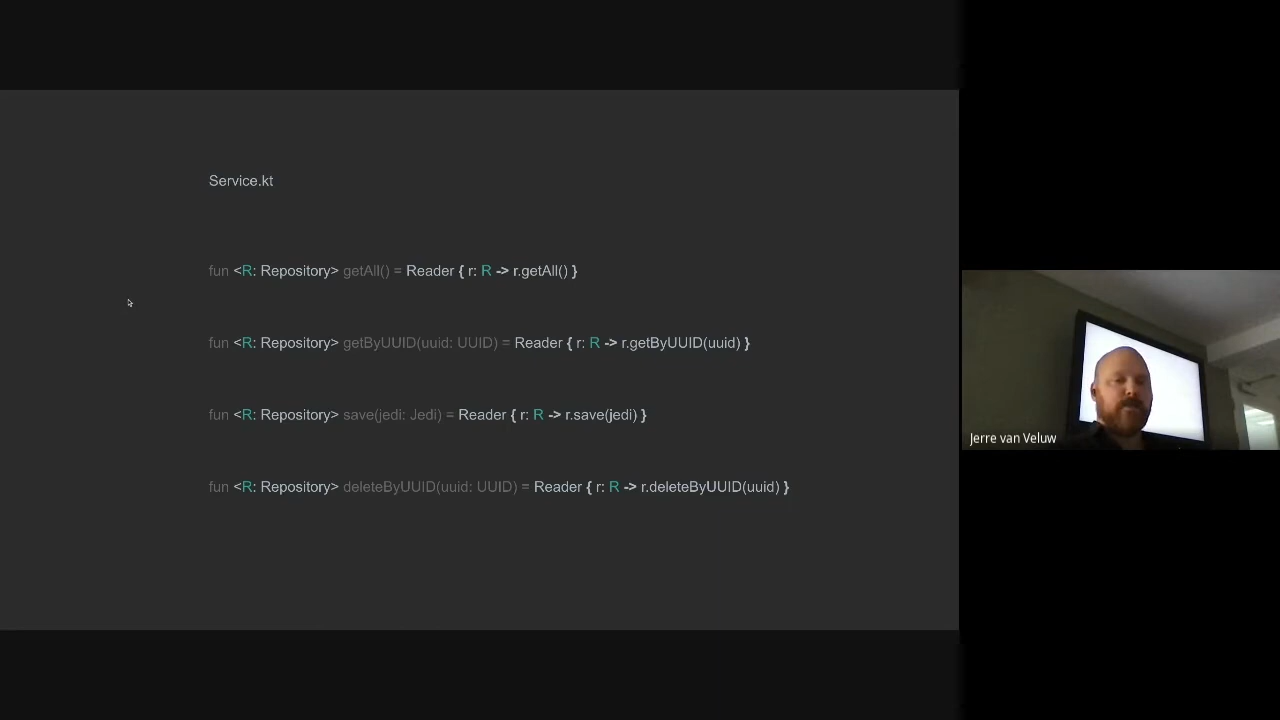 Service.kt
fun <R: Repository> getAll() = Reader { r: R -> r.getAll() }
fun <R: Repository> getByUUID(uuid: UUID) = Reader { r: R -> r.getByUUID(uuid) }
fun <R: Repository> save(jedi: Jedi) = Reader { r: R -> r.save(jedi) }
fun <R: Repository> deleteByUUID(uuid: UUID) = Reader { r: R -> r.deleteByUUID(uuid) }
Jerre van Veluw